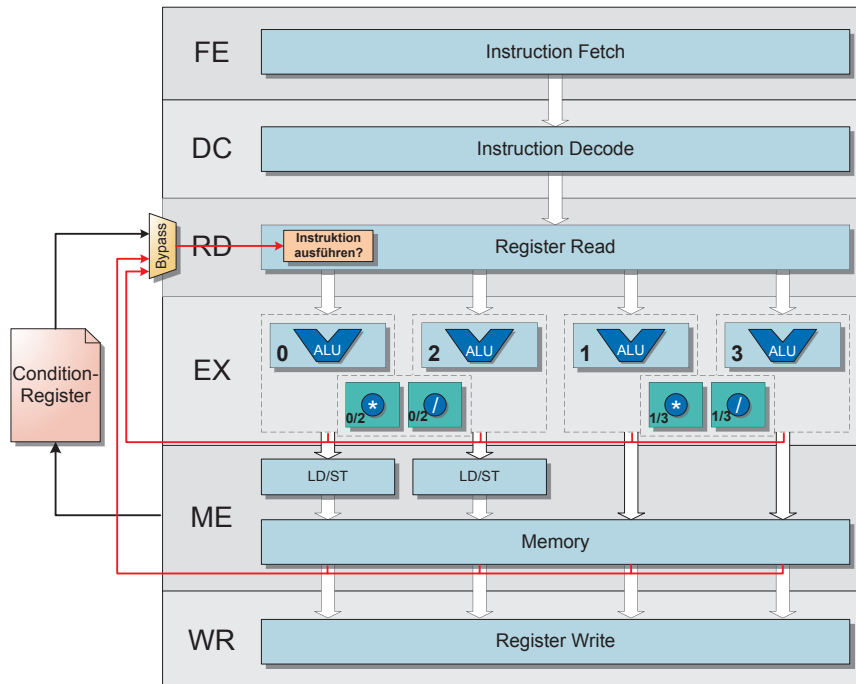 FE
Instruction Fetch
DC
Instruction Decode
Bypass
RD
Instruktion
ausführen?
Register Read
EX
0
ALU
2
ALU
1
ALU
3
ALU
*
0/2
/
0/2
*
1/3
/
1/3
Condition-
Register
ME
LD/ST
LD/ST
Memory
WR
Register Write